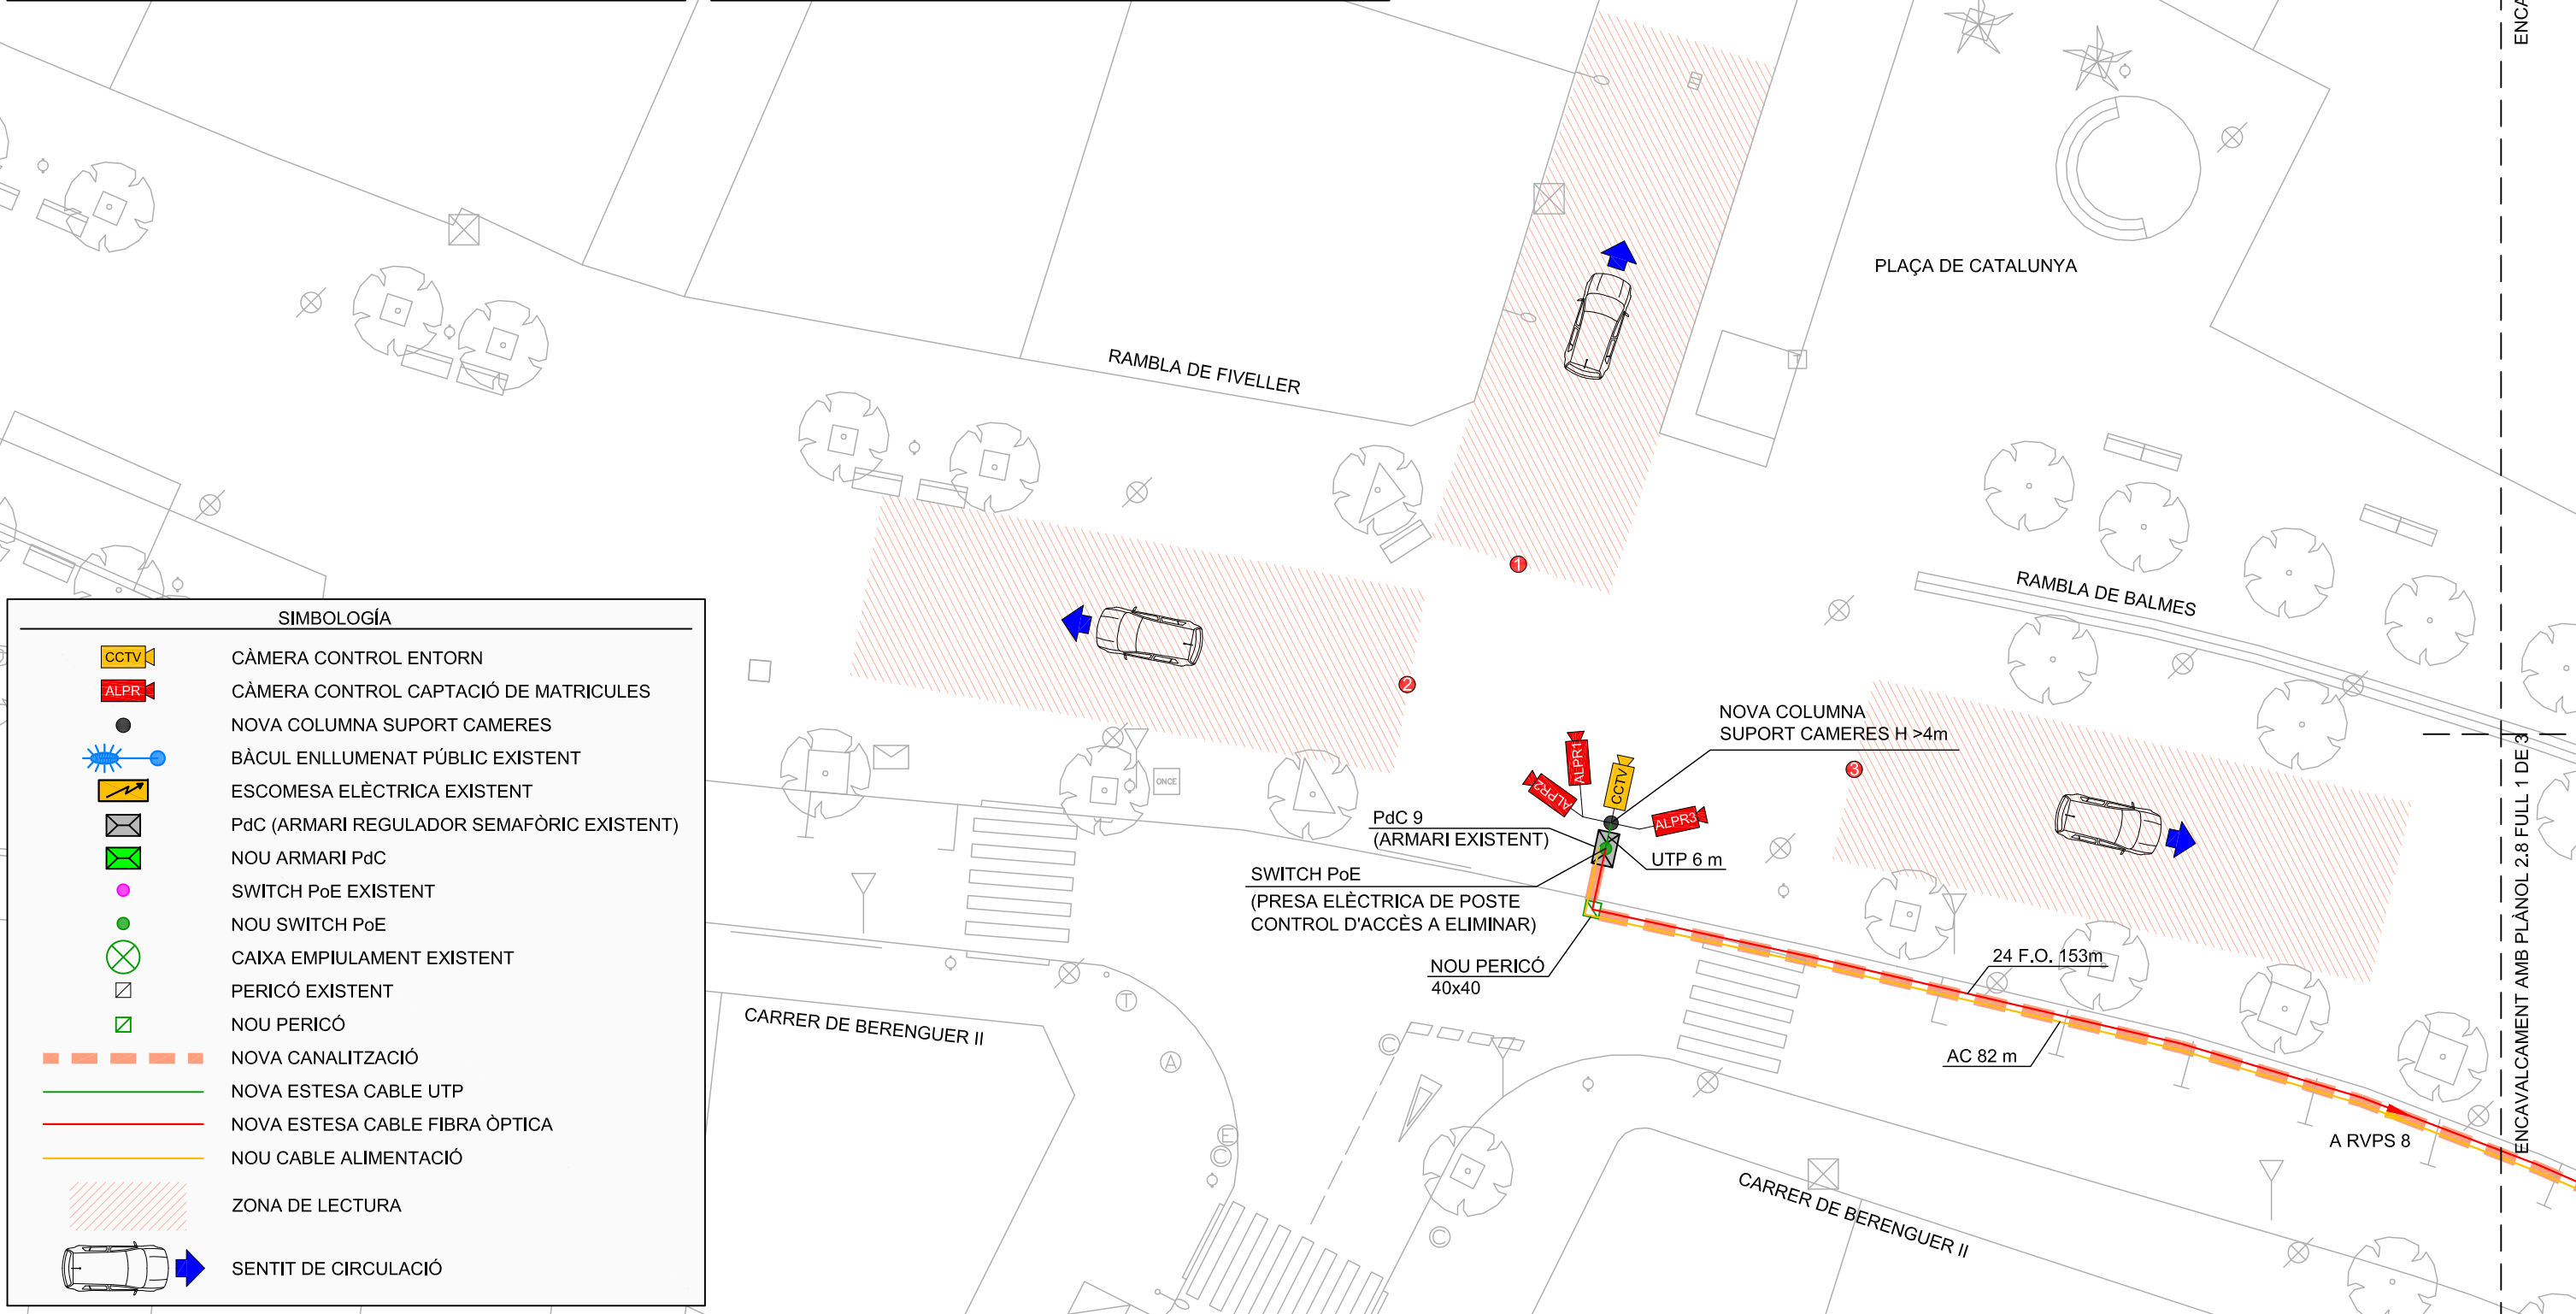 ENCA
PLAÇA DE CATALUNYA
RAMBLA DE FIVELLER
RAMBLA DE BALMES
1
2
3
NOVA COLUMNA
SUPORT CAMERES H >4m
ALPR1
ALPR2
CCTV
ALPR3
PdC 9
(ARMARI EXISTENT)
UTP 6 m
SWITCH PoE
(PRESA ELÈCTRICA DE POSTE
CONTROL D'ACCÈS A ELIMINAR)
NOU PERICÓ
40x40
24 F.O. 153m
AC 82 m
A RVPS 8
ENCAVALCAMENT AMB PLÀNOL 2.8 FULL 1 DE 3
CARRER DE BERENGUER II
CARRER DE BERENGUER II
ONCE
T
T
A
E
C
C
C
SIMBOLOGÍA
CCTV CÀMERA CONTROL ENTORN
ALPR CÀMERA CONTROL CAPTACIÓ DE MATRICULES
NOVA COLUMNA SUPORT CAMERES
BÀCUL ENLLUMENAT PÚBLIC EXISTENT
ESCOMESA ELÈCTRICA EXISTENT
PdC (ARMARI REGULADOR SEMAFÒRIC EXISTENT)
NOU ARMARI PdC
SWITCH PoE EXISTENT
NOU SWITCH PoE
CAIXA EMPIULAMENT EXISTENT
PERICÓ EXISTENT
NOU PERICÓ
NOVA CANALITZACIÓ
NOVA ESTESA CABLE UTP
NOVA ESTESA CABLE FIBRA ÒPTICA
NOU CABLE ALIMENTACIÓ
ZONA DE LECTURA
SENTIT DE CIRCULACIÓ